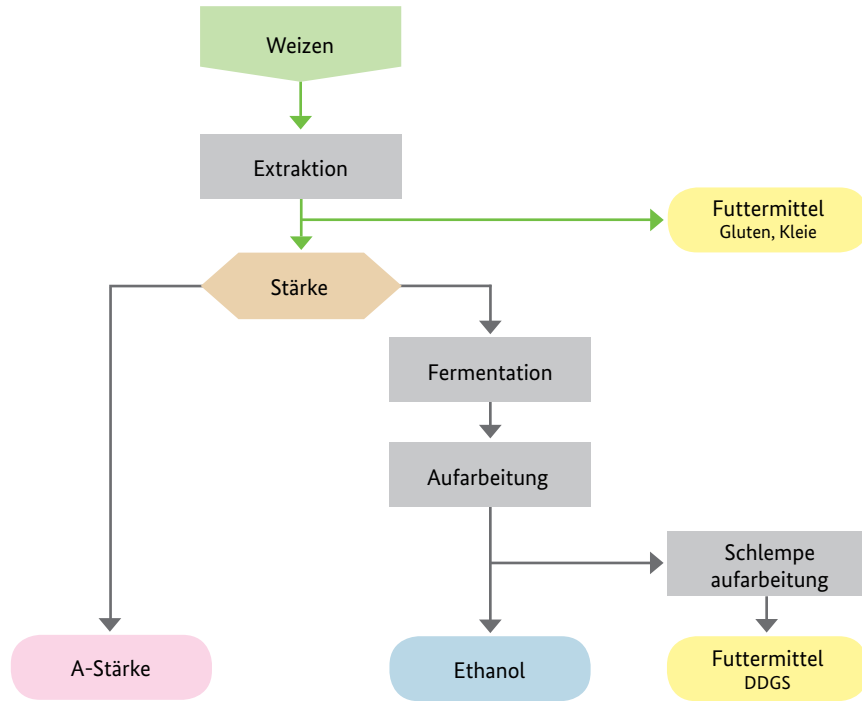 Weizen
Extraktion
Futtermittel
Gluten, Kleie
Stärke
Fermentation
Aufarbeitung
Schlempe
aufarbeitung
A-Stärke
Ethanol
Futtermittel
DDGS